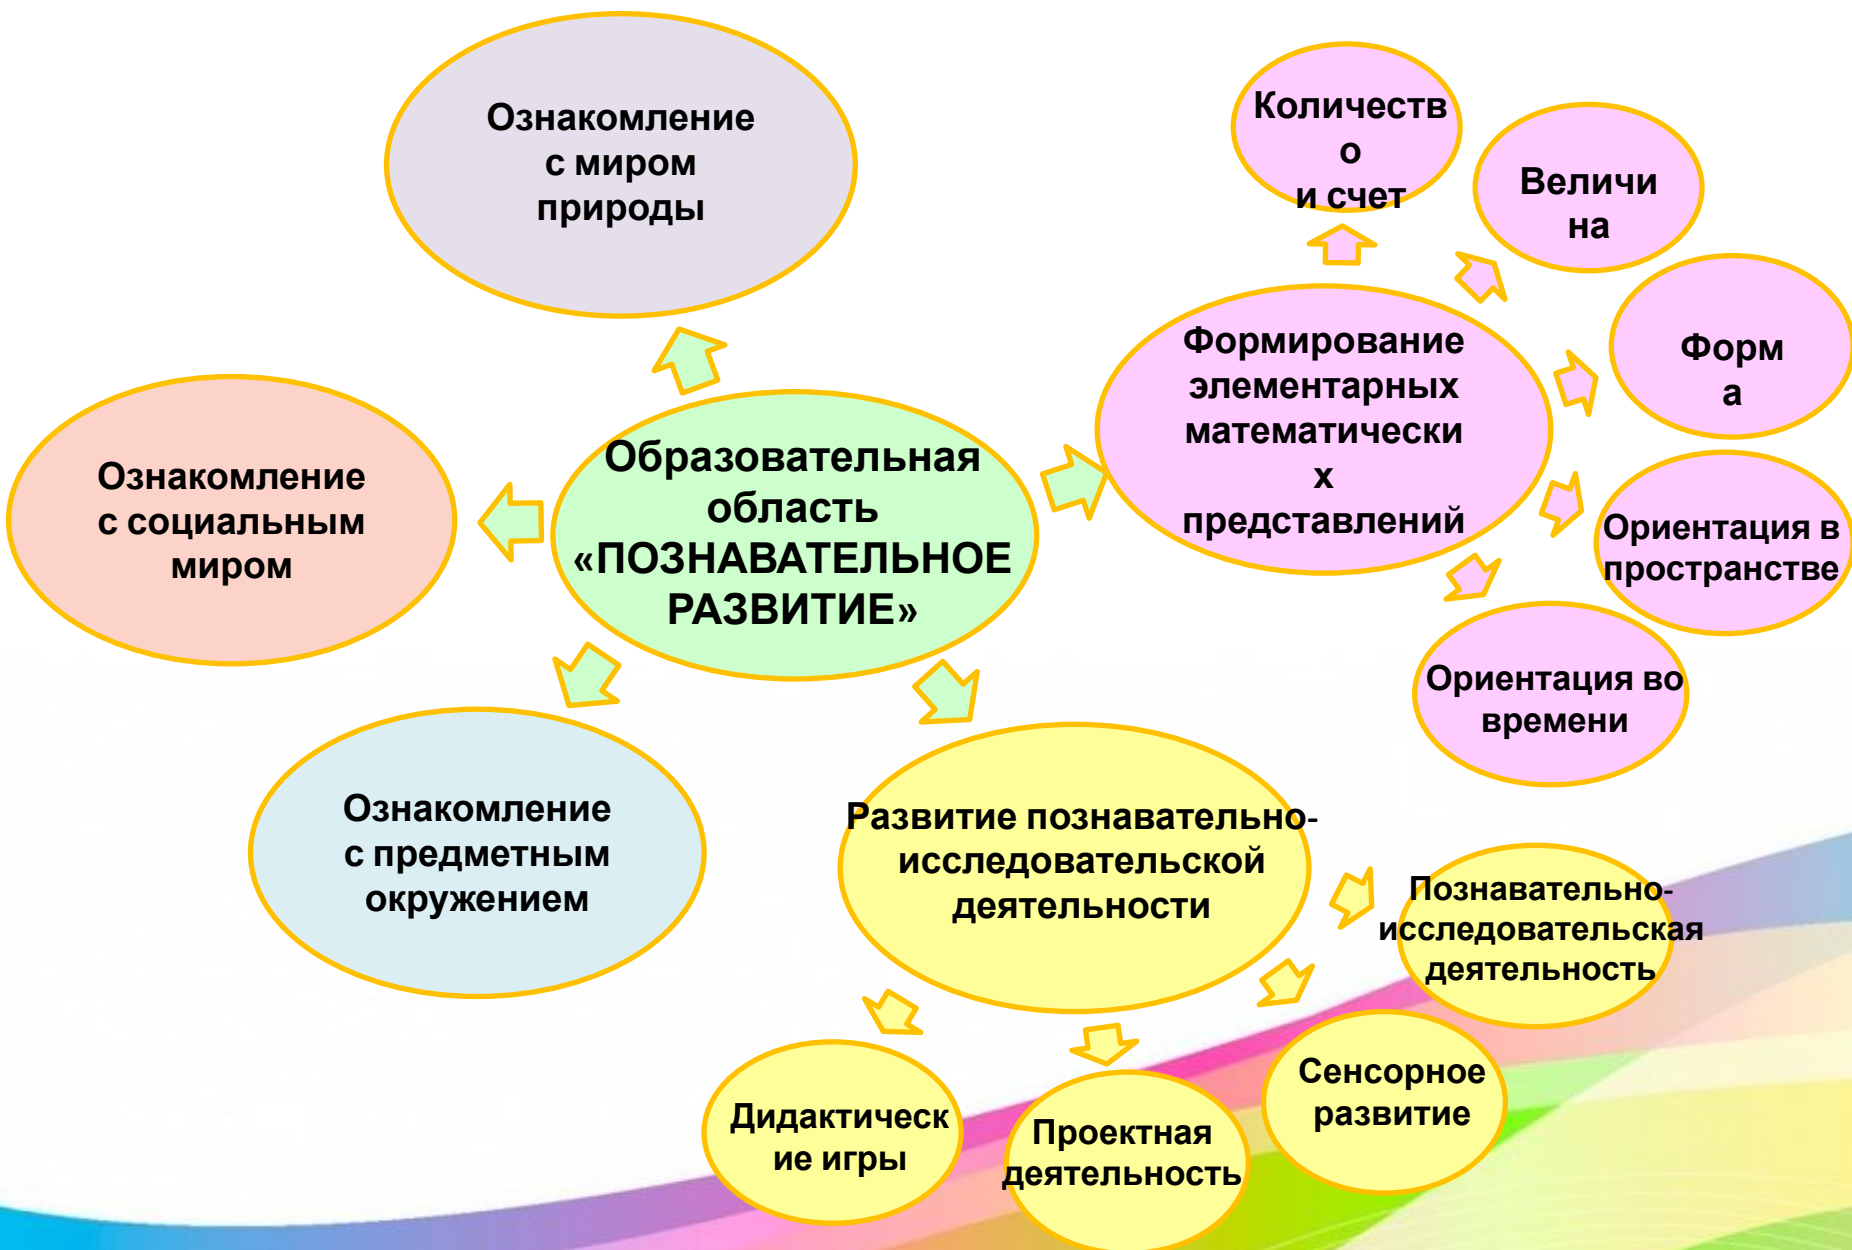 Ознакомление
с миром
природы
Количеств
о
и счет
Величи
на
Форм
а
Формирование
элементарных
математически
х
представлений
Ориентация в
пространстве
Ориентация во
времени
Образовательная
область
«ПОЗНАВАТЕЛЬНОЕ
РАЗВИТИЕ»
Ознакомление
с социальным
миром
Ознакомление
с предметным
окружением
Развитие познавательно-
исследовательской
деятельности
Познавательно-
исследовательская
деятельность
Сенсорное
развитие
Проектная
деятельность
Дидактическ
ие игры